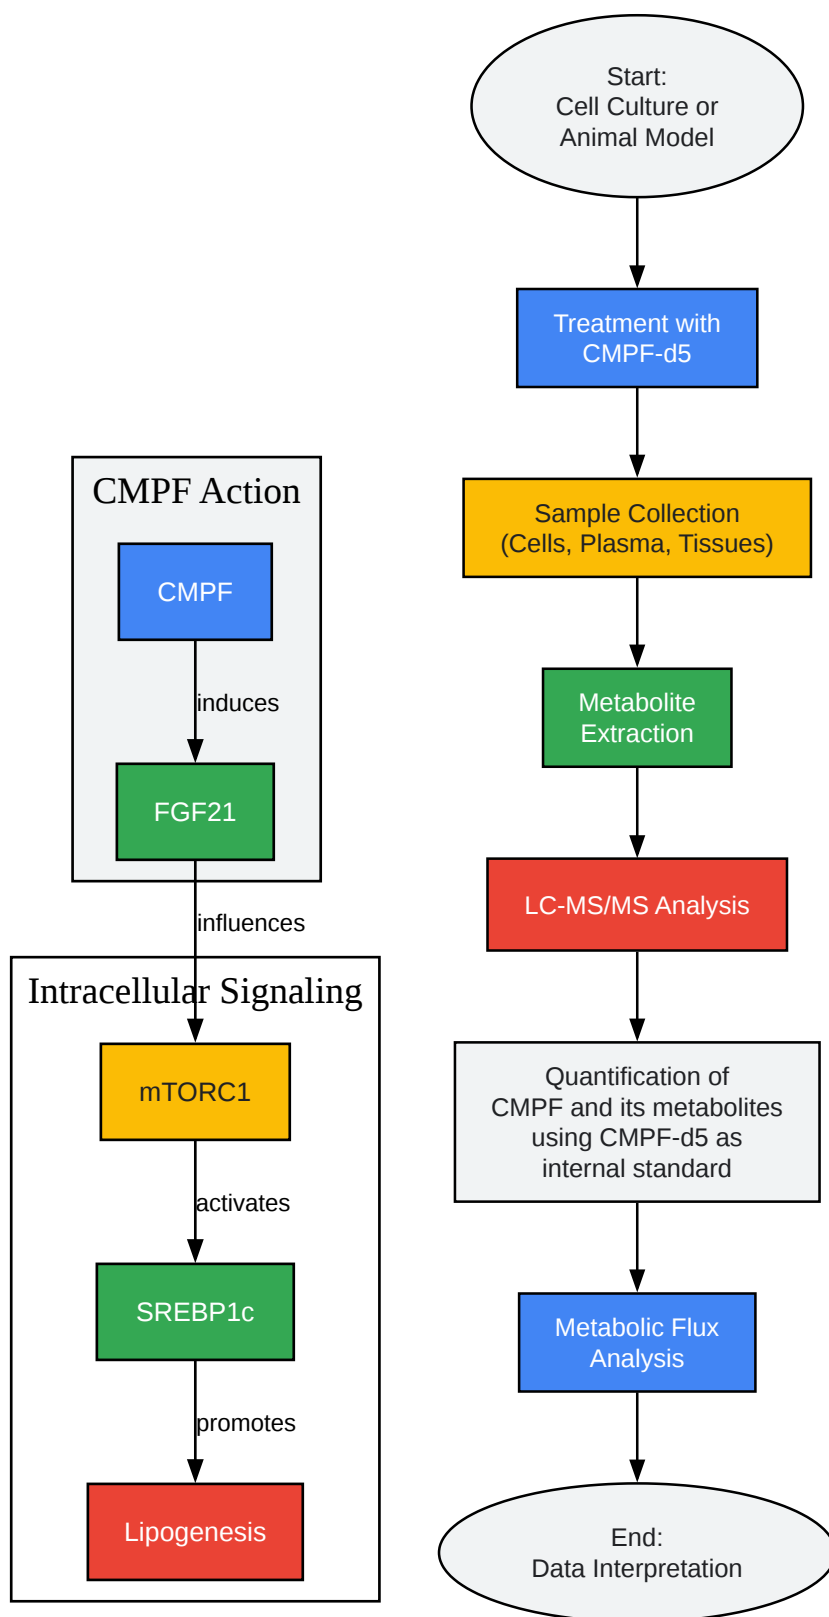 CMPF Action
CMPF
induces
FGF21
influences
Intracellular Signaling
mTORC1
activates
SREBP1c
promotes
Lipogenesis
Start:
Cell Culture or
Animal Model
Treatment with
CMPF-d5
Sample Collection
(Cells, Plasma, Tissues)
Metabolite
Extraction
LC-MS/MS Analysis
Quantification of
CMPF and its metabolites
using CMPF-d5 as
internal standard
Metabolic Flux
Analysis
End:
Data Interpretation